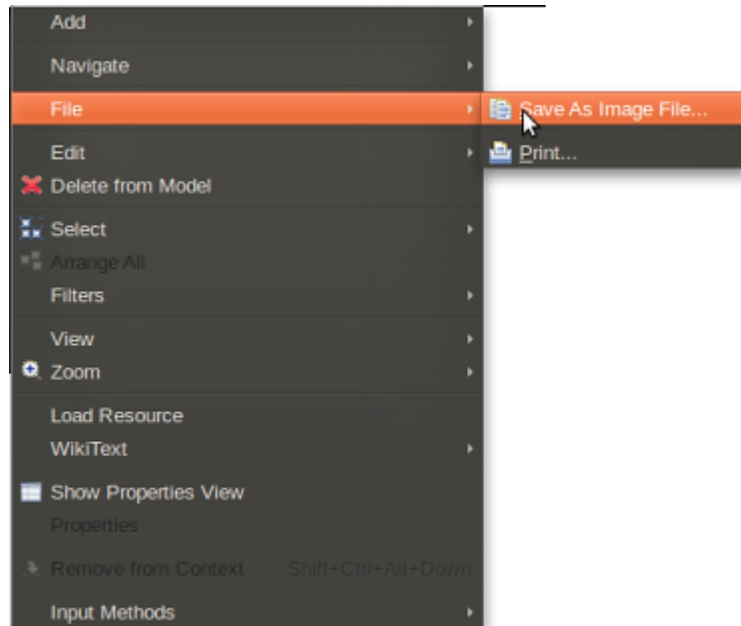 Add
Navigate
File
Save As Image File...
Print...
Edit
Delete from Model
Select
Arrange All
Filters
View
Zoom
Load Resource
WikiText
Show Properties View
Properties
Remove from Context Shift+Ctrl+Alt+Down
Input Methods